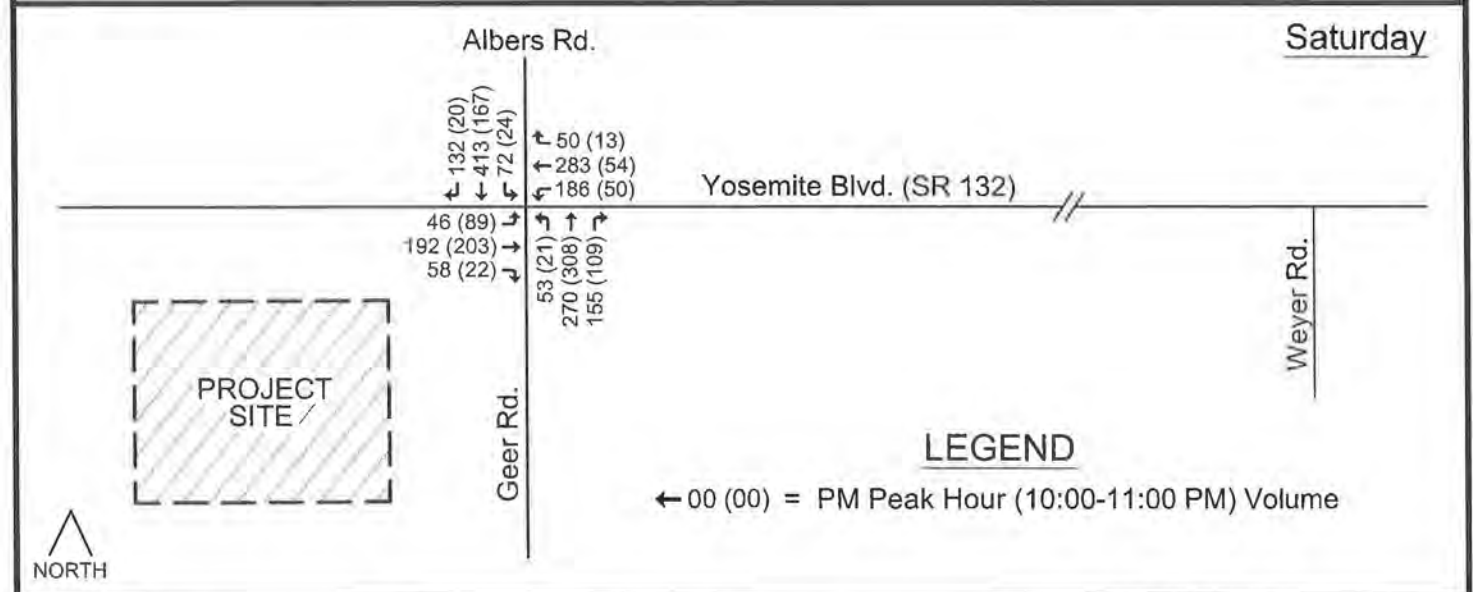 Saturday
Albers Rd.
132 (20)
413 (167)
72 (24)
50 (13)
283 (54)
186 (50)
Yosemite Blvd. (SR 132)
46 (89)
192 (203)
58 (22)
53 (21)
270 (308)
155 (109)
Weyer Rd.
PROJECT
SITE
Geer Rd.
LEGEND
←00 (00) = PM Peak Hour (10:00-11:00 PM) Volume
NORTH